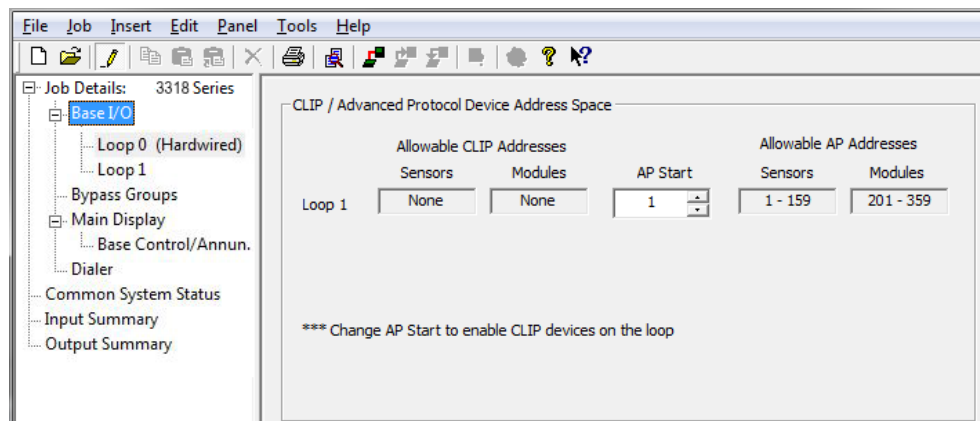 File Job Insert Edit Panel Tools Help
Job Details: 3318 Series
Base I/O
Loop 0 (Hardwired)
Loop 1
Bypass Groups
Main Display
Base Control/Annun.
Dialer
Common System Status
Input Summary
Output Summary
CLIP / Advanced Protocol Device Address Space
Allowable CLIP Addresses Allowable AP Addresses
Sensors Modules AP Start Sensors Modules
Loop 1 None None 1 1 - 159 201 - 359
*** Change AP Start to enable CLIP devices on the loop